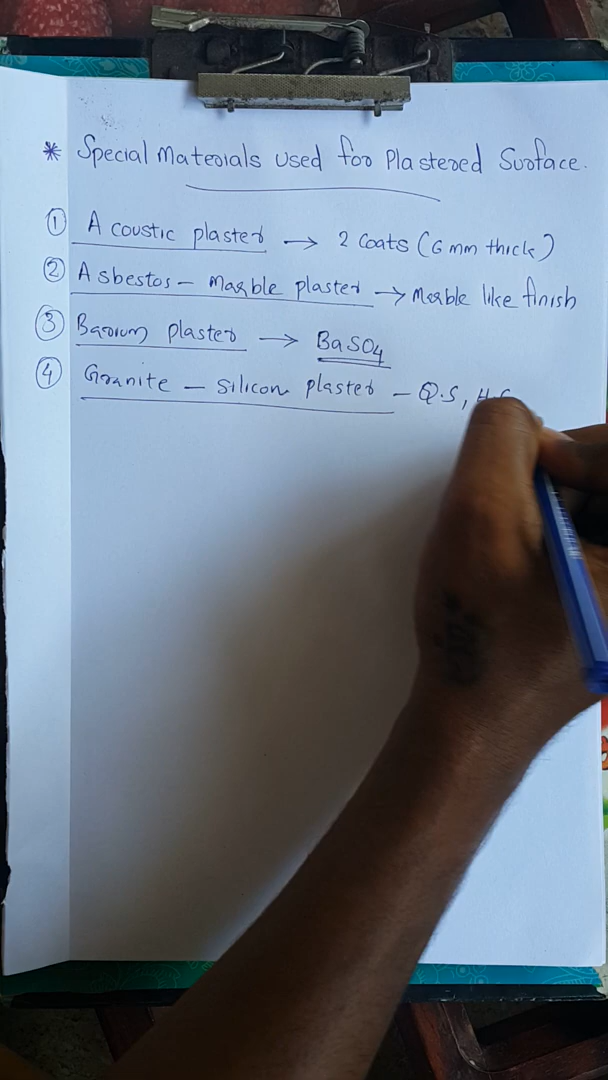 * Special Materials used for Plastered Surface.
① Acoustic plaster → 2 coats (6 mm thick)
② Asbestos - Marble plaster → Marble like finish
③ Barium plaster → BaSO4
④ Granite - silicon plaster - Q.S,